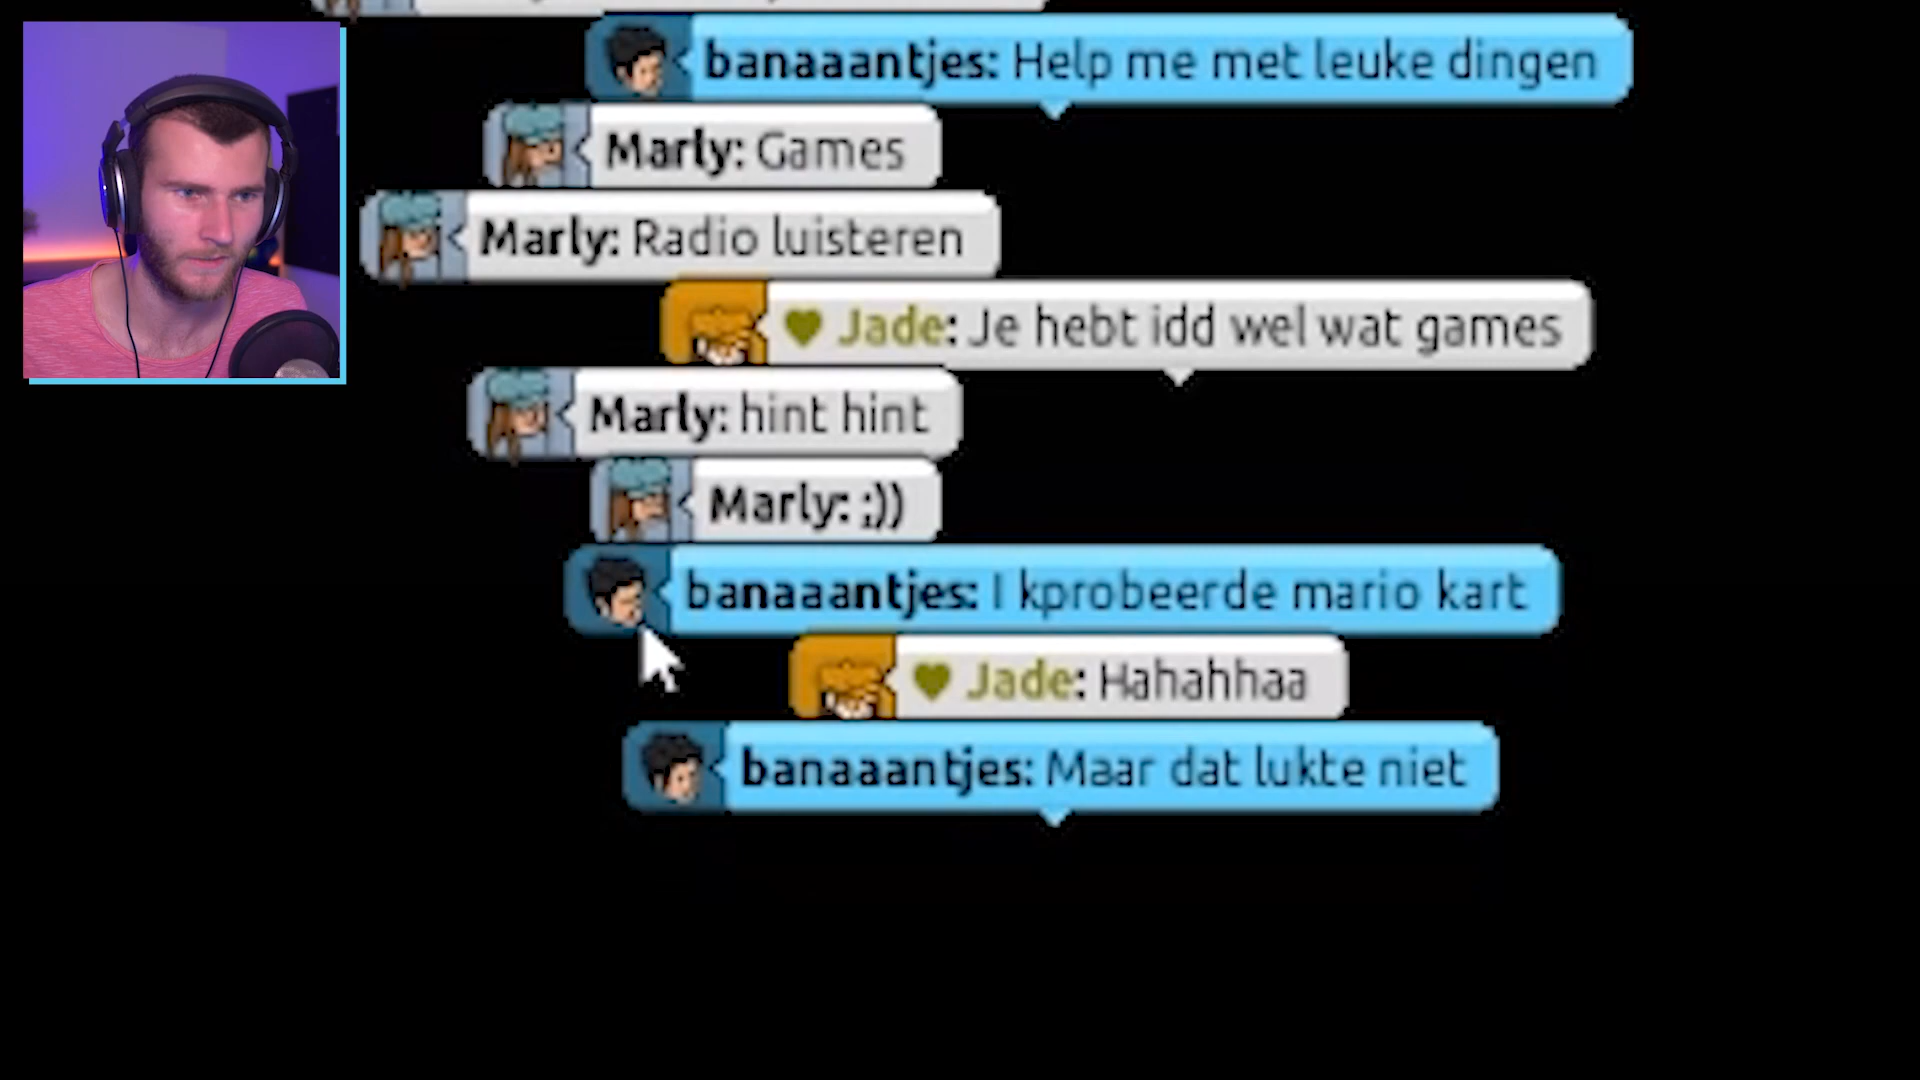 banaaantjes: Help me met leuke dingen
Marly: Games
Marly: Radio luisteren
Jade: Je hebt idd wel wat games
Marly: hint hint
Marly: ;))
banaaantjes: I kprobeerde mario kart
Jade: Hahahhaa
banaaantjes: Maar dat lukte niet